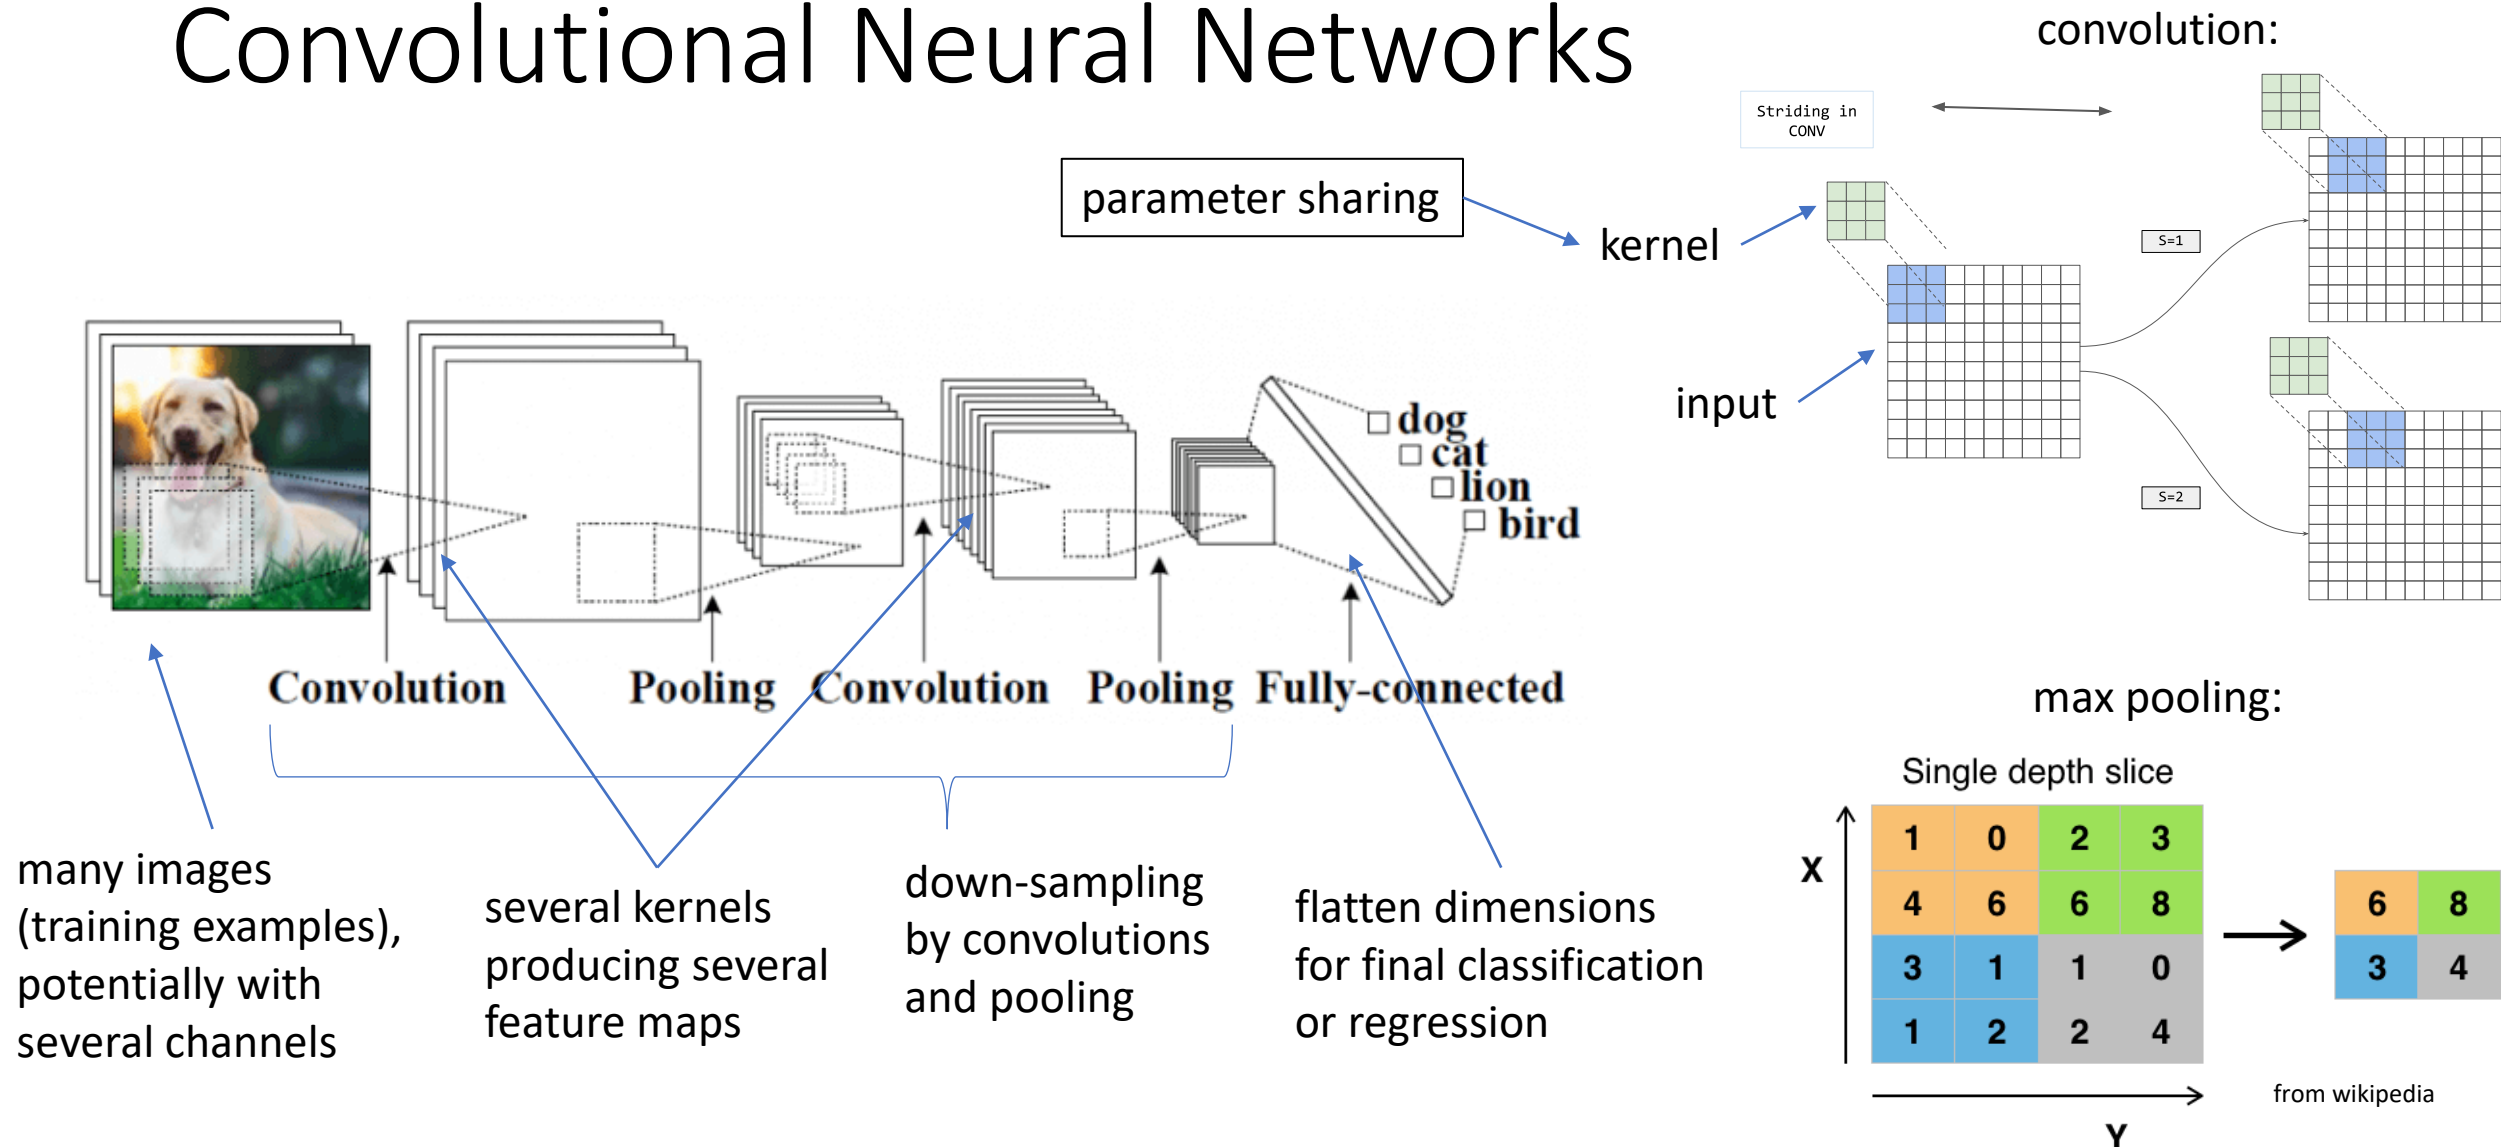 Convolutional Neural Networks
convolution:
Striding in
CONV
parameter sharing
kernel
S=1
input
S=2
dog
cat
lion
bird
Convolution
Pooling
Convolution
Pooling
Fully-connected
many images
(training examples),
potentially with
several channels
several kernels
producing several
feature maps
down-sampling
by convolutions
and pooling
flatten dimensions
for final classification
or regression
max pooling:
Single depth slice
X
1 0 2 3
4 6 6 8
3 1 1 0
1 2 2 4
Y
6 8
3 4
from wikipedia